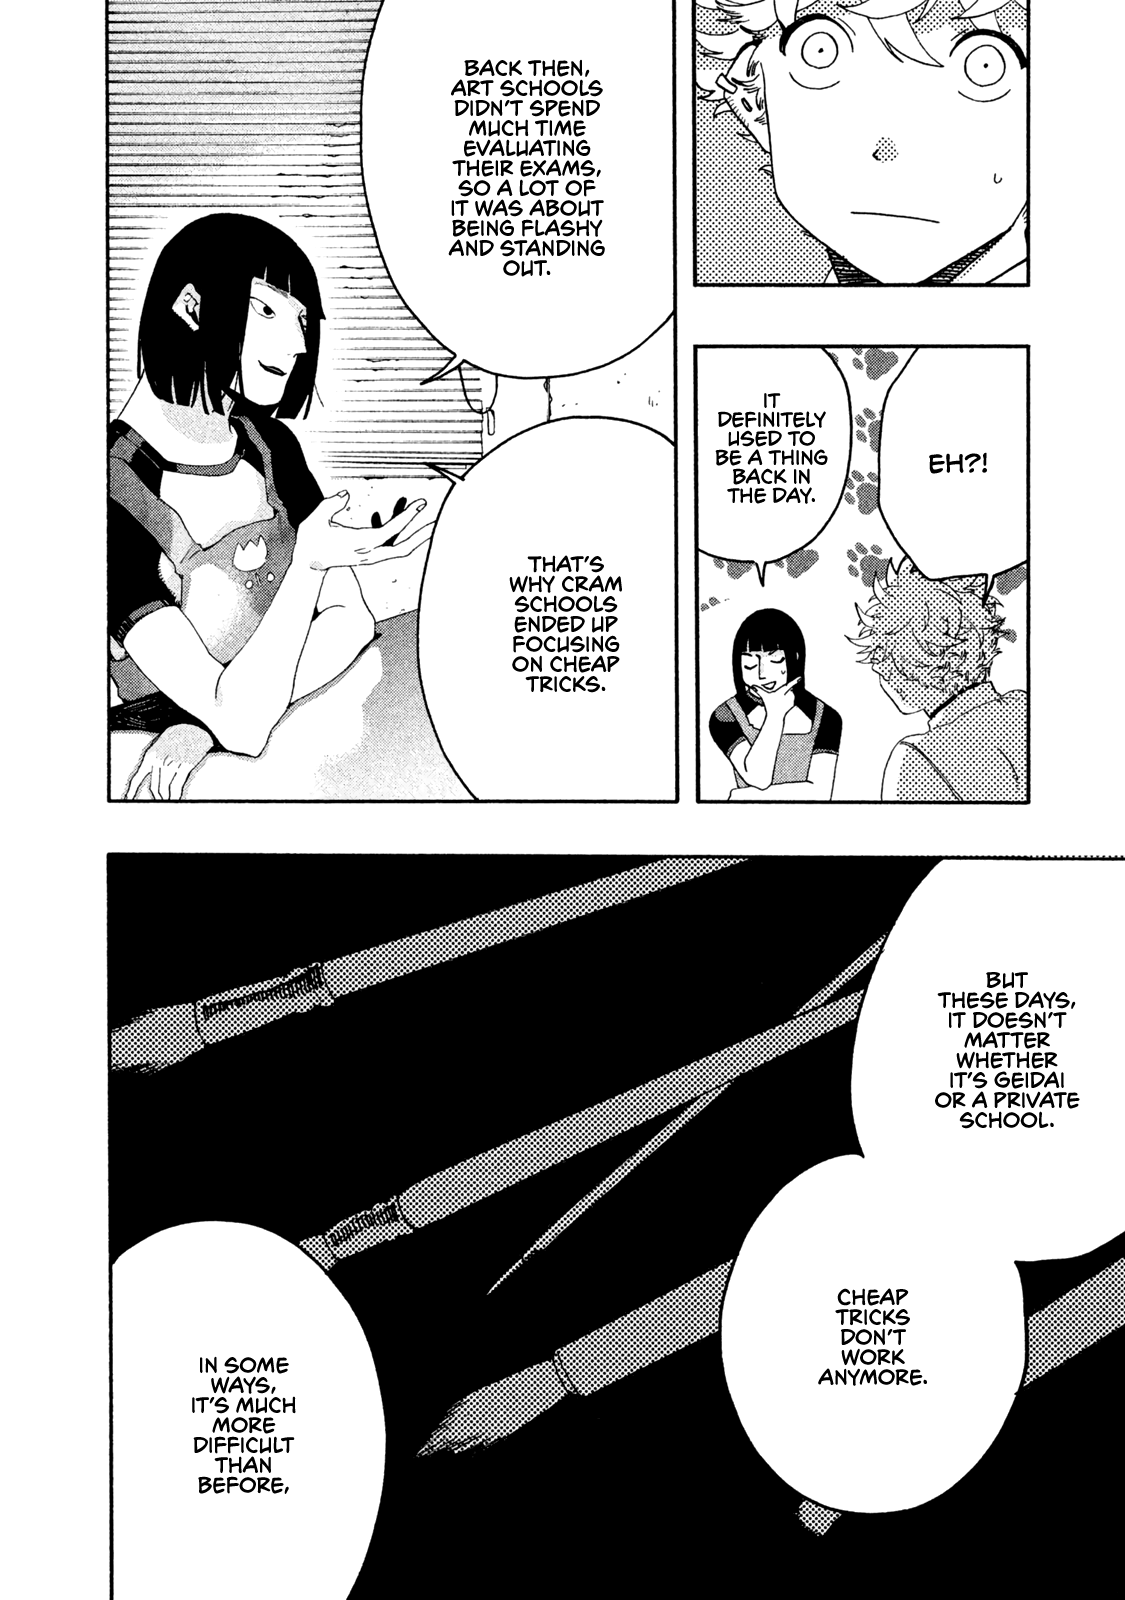 EH?!
IT
DEFINITELY
USED TO
BE A THING
BACK IN
THE DAY.
BACK THEN,
ART SCHOOLS
DIDN'T SPEND
MUCH TIME
EVALUATING
THEIR EXAMS,
SO A LOT OF
IT WAS ABOUT
BEING FLASHY
AND STANDING
OUT.
THAT'S
WHY CRAM
SCHOOLS
ENDED UP
FOCUSING
ON CHEAP
TRICKS.
BUT
THESE DAYS,
IT DOESN'T
MATTER
WHETHER
IT'S GEIDAI
OR A PRIVATE
SCHOOL.
CHEAP
TRICKS
DON'T
WORK
ANYMORE.
IN SOME
WAYS,
IT'S MUCH
MORE
DIFFICULT
THAN
BEFORE,